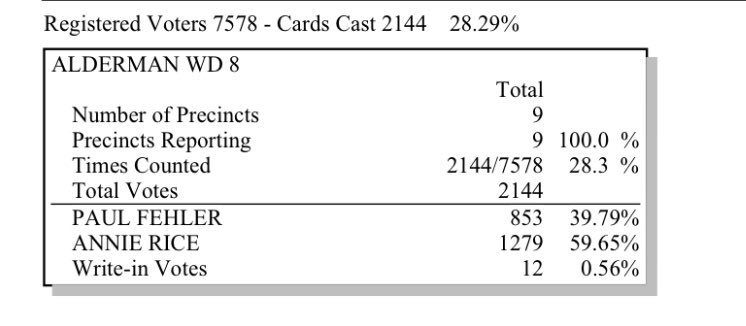 Registered Voters 7578 - Cards Cast 2144 28.29%
ALDERMAN WD 8
Total
Number of Precincts 9
Precincts Reporting 9 100.0 %
Times Counted 2144/7578 28.3 %
Total Votes 2144
PAUL FEHLER 853 39.79%
ANNIE RICE 1279 59.65%
Write-in Votes 12 0.56%